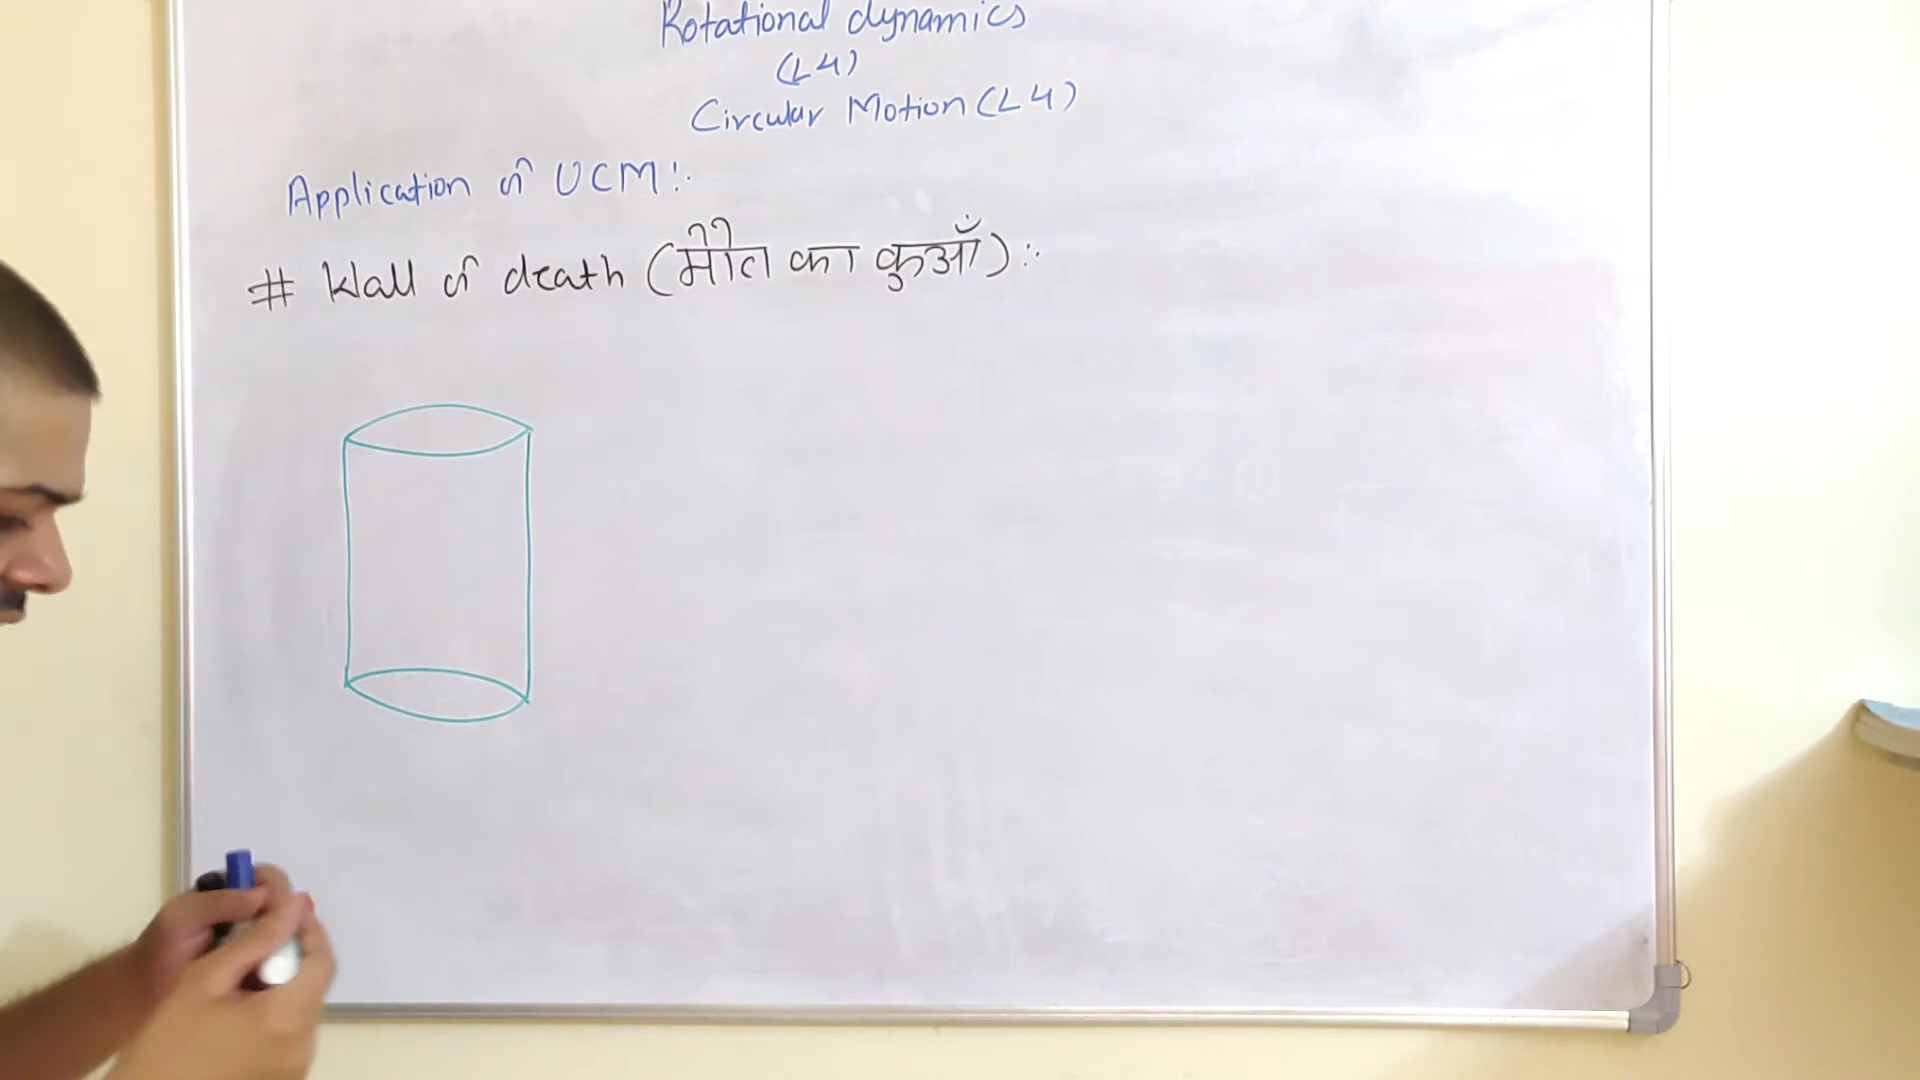 Rotational dynamics
(L4)
Circular Motion (L4)
Application of UCM:.
# Wall of death (मौत का कुआँ):.